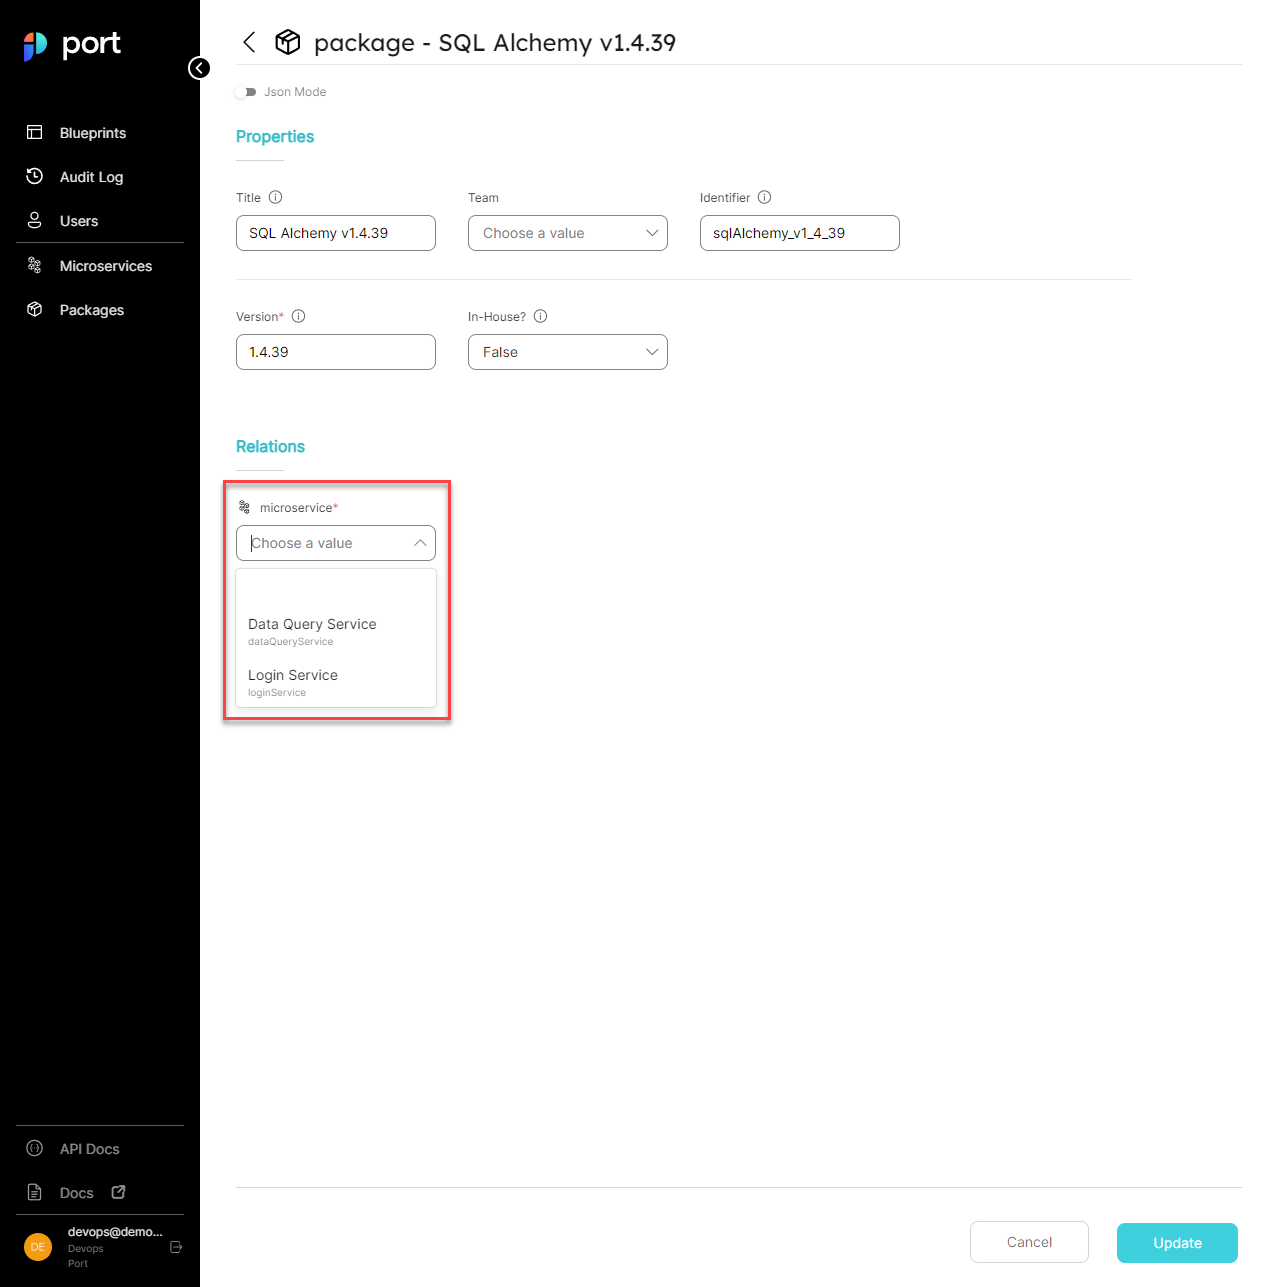 port
Blueprints
Audit Log
Users
Microservices
Packages
API Docs
Docs
DE
devops@demo...
Devops
Port
package - SQL Alchemy v1.4.39
Json Mode
Properties
Title Team Identifier
SQL Alchemy v1.4.39 Choose a value sqlAlchemy_v1_4_39
Version* In-House?
1.4.39 False
Relations
microservice*
Choose a value
Data Query Service
dataQueryService
Login Service
loginService
Cancel Update